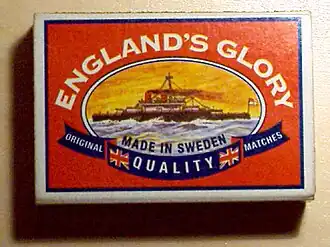 ENGLAND'S GLORY
MADE IN SWEDEN
ORIGINAL QUALITY MATCHES